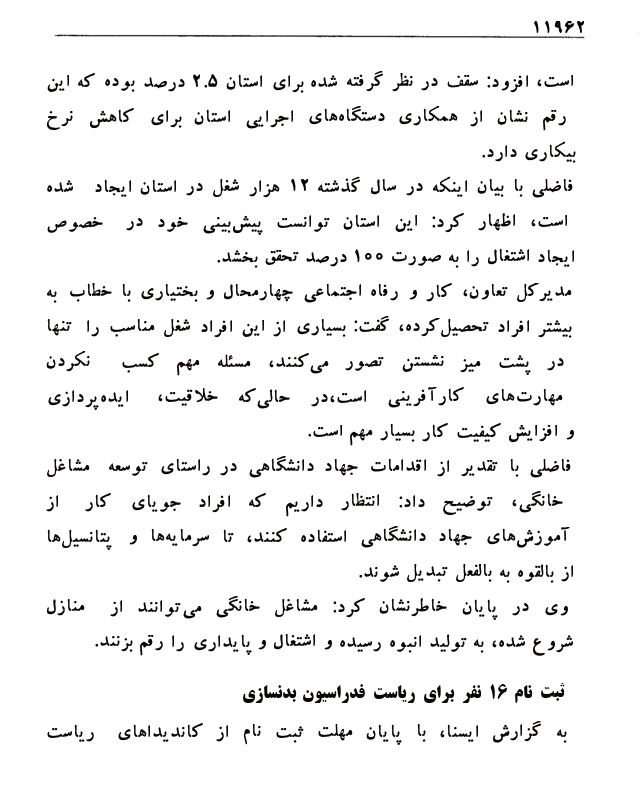 ۱۱۹۶۲
است، افزود: سقف در نظر گرفته شده برای استان ۲.۵ درصد بوده که این
رقم نشان از همکاری دستگاه‌های اجرایی استان برای کاهش نرخ
بیکاری دارد.
فاضلی با بیان اینکه در سال گذشته ۱۲ هزار شغل در استان ایجاد شده
است، اظهار کرد: این استان توانست پیش‌بینی خود در خصوص
ایجاد اشتغال را به صورت ۱۰۰ درصد تحقق بخشد.
مدیرکل تعاون، کار و رفاه اجتماعی چهارمحال و بختیاری با خطاب به
بیشتر افراد تحصیل‌کرده، گفت: بسیاری از این افراد شغل مناسب را تنها
در پشت میز نشستن تصور می‌کنند، مسئله مهم کسب نکردن
مهارت‌های کارآفرینی است،در حالی‌که خلاقیت، ایده‌پردازی
و افزایش کیفیت کار بسیار مهم است.
فاضلی با تقدیر از اقدامات جهاد دانشگاهی در راستای توسعه مشاغل
خانگی، توضیح داد: انتظار داریم که افراد جویای کار از
آموزش‌های جهاد دانشگاهی استفاده کنند، تا سرمایه‌ها و پتانسیل‌ها
از بالقوه به بالفعل تبدیل شوند.
وی در پایان خاطرنشان کرد: مشاغل خانگی می‌توانند از منازل
شروع شده، به تولید انبوه رسیده و اشتغال و پایداری را رقم بزنند.
ثبت نام ۱۶ نفر برای ریاست فدراسیون بدنسازی
به گزارش ایسنا، با پایان مهلت ثبت نام از کاندیداهای ریاست